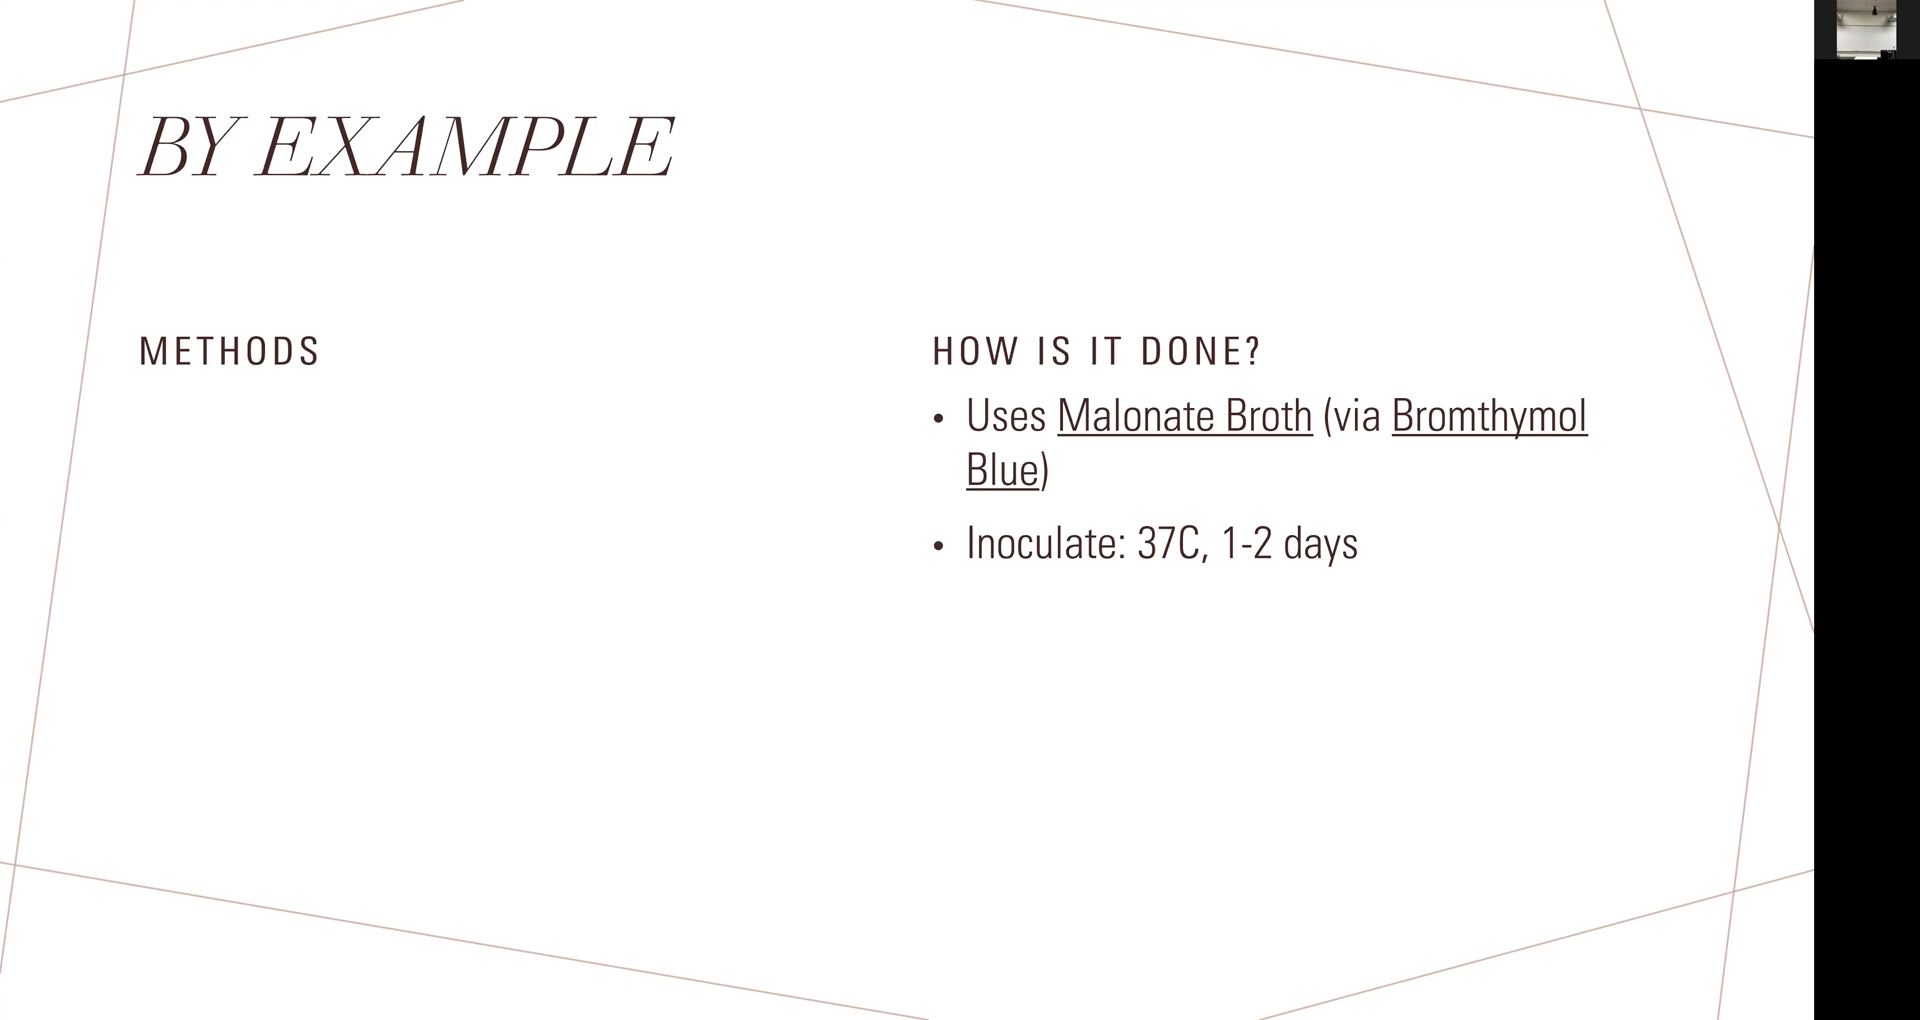 BY EXAMPLE
METHODS
HOW IS IT DONE?
• Uses Malonate Broth (via Bromthymol
Blue)
• Inoculate: 37C, 1-2 days